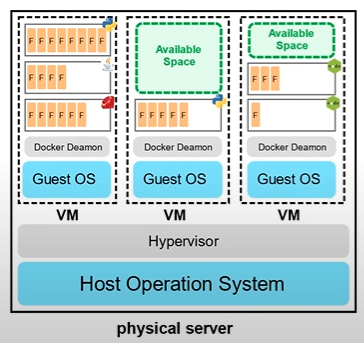 F F F F F F F F
F F F F
F F F F F F
Docker Deamon
Guest OS
VM
Available
Space
F F F F F
Docker Deamon
Guest OS
VM
Available
Space
F F F
F
Docker Deamon
Guest OS
VM
Hypervisor
Host Operation System
physical server